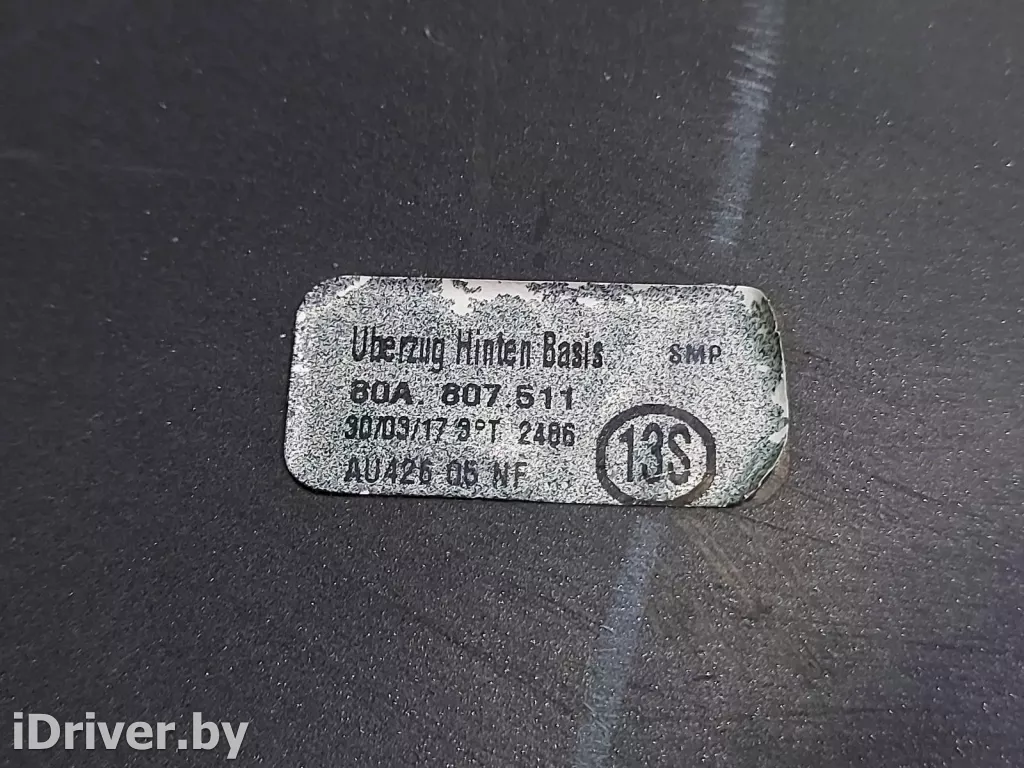 Uberzug Hinten Basis SMP
80A. 807.511
30/03/17 3°T 2486
13S
AU426 05 NF
iDriver.by